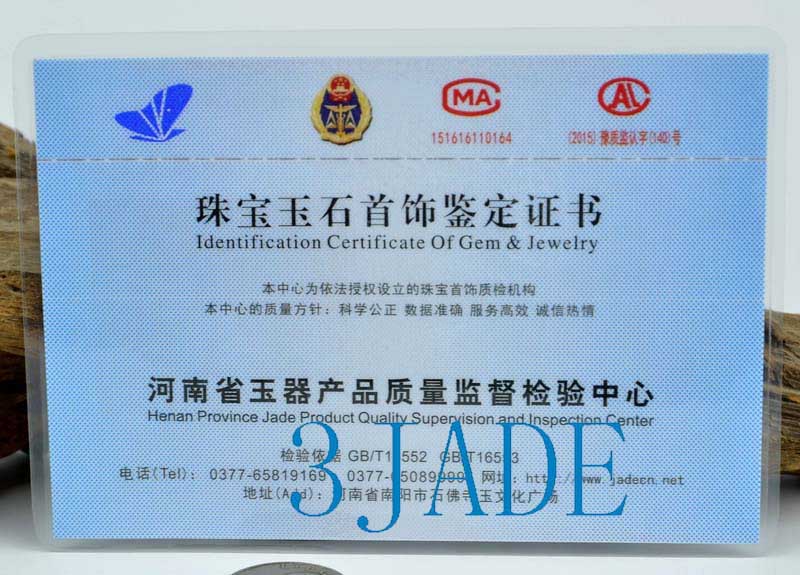 MA
151616110164
CAL
(2015)豫质监认字(140)号
珠宝玉石首饰鉴定证书
Identification Certificate Of Gem & Jewelry
本中心为依法授权设立的珠宝首饰质检机构
本中心的质量方针：科学公正 数据准确 服务高效 诚信热情
河南省玉器产品质量监督检验中心
Henan Province Jade Product Quality Supervision and Inspection Center
检验依据 GB/T16552 GB/T16553
电话(Tel): 0377-65819169 网址: http://www.jadecn.net
地址(Add): 河南省南阳市石佛寺玉文化广场
3JADE